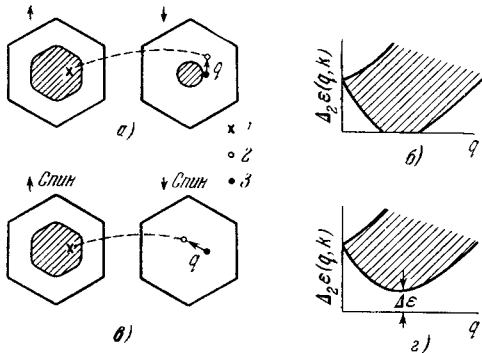 ↑ ↓
q
а)
× 1
○ 2
● 3
Δ₂ε(q,k)
q
б)
↑ Спин ↓ Спин
q
в)
Δ₂ε(q,k)
Δε
q
г)